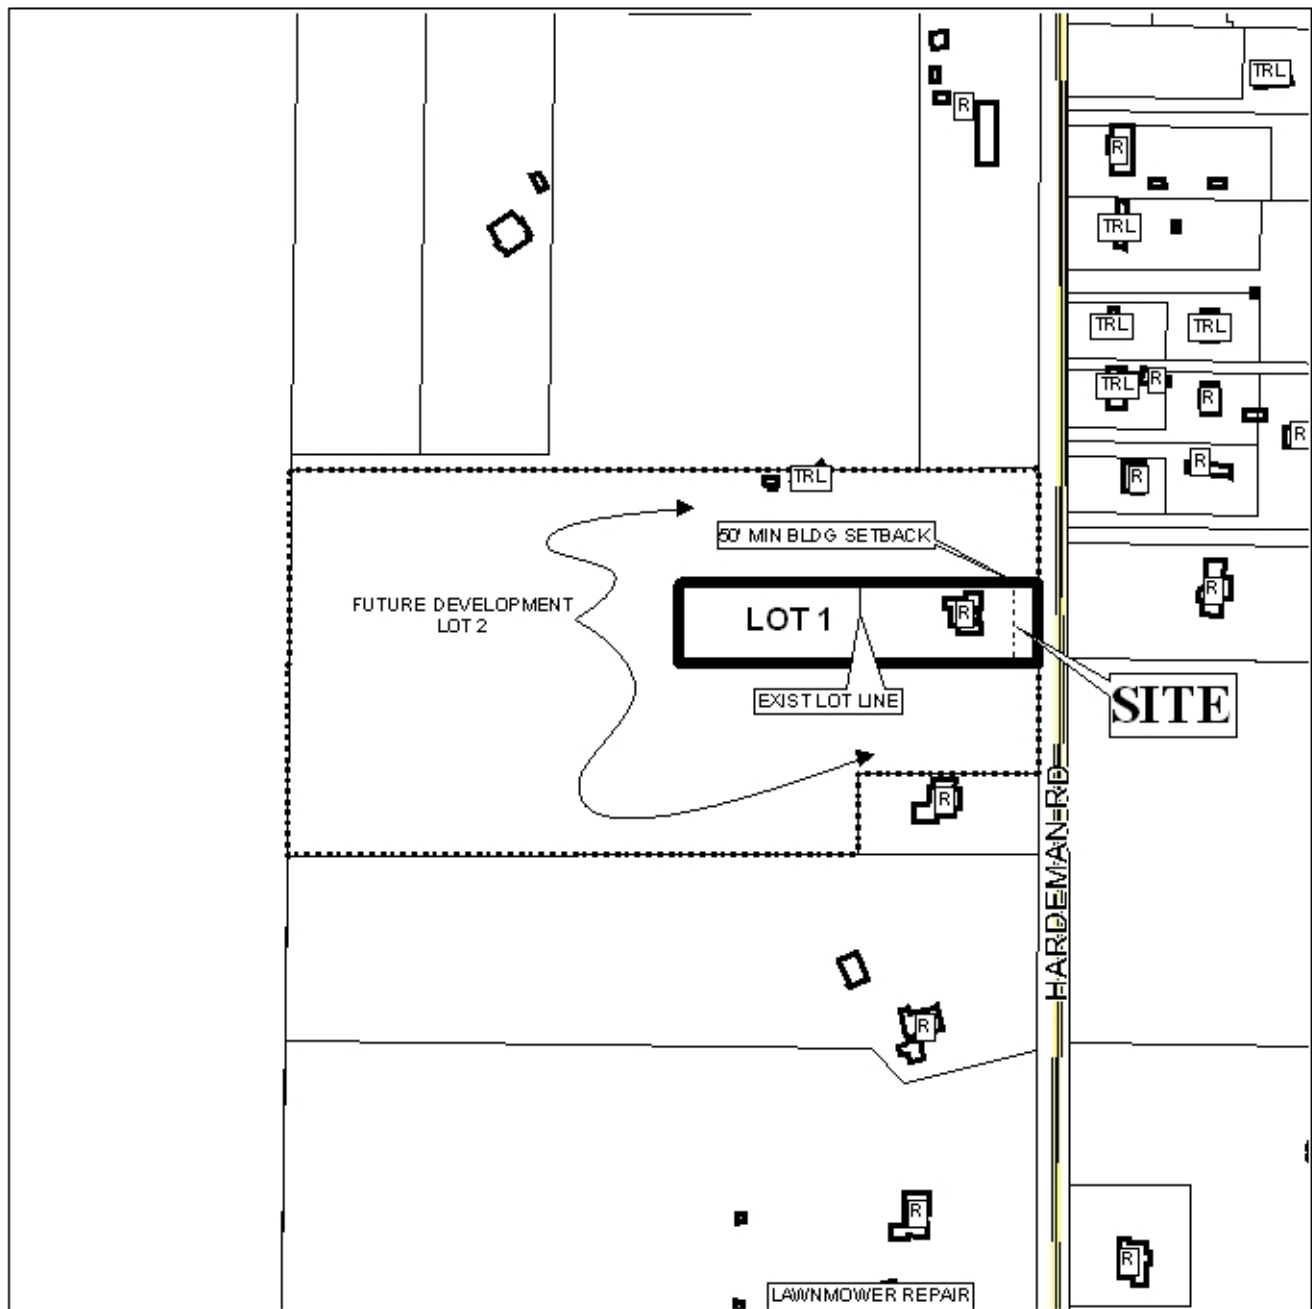 TRL
R
R
TRL
TRL
TRL
TRL
R
R
R
R
R
TRL
50' MIN BLDG SETBACK
R
FUTURE DEVELOPMENT
LOT 2
LOT 1
R
R
EXIST LOT LINE
SITE
HARDEMAN RD
R
R
R
R
LAWNMOWER REPAIR